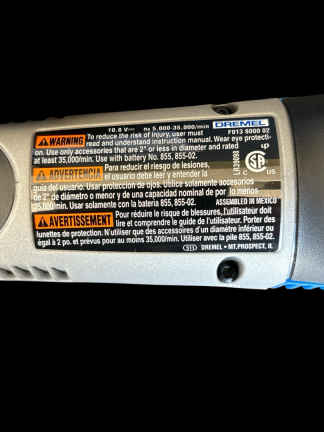 10.8 V⎓ n₀ 5,000-35,000/min DREMEL
To reduce the risk of injury, user must F013 8000 02
WARNING read and understand instruction manual. Wear eye protecti-
on. Use only accessories that are 2" or less in diameter and rated
at least 35,000/min. Use with battery No. 855, 855-02.
Para reducir el riesgo de lesiones,
ADVERTENCIA el usuario debe leer y entender la
guía del usuario. Usar protección de ojos. Utilice solamente accesorios
de 2" de diámetro o menor y de una capacidad nominal de por lo menos
35,000/min. Usar solamente con la batería 855, 855-02.
C US
ASSEMBLED IN MEXICO
Pour réduire le risque de blessures, l'utilisateur doit
AVERTISSEMENT lire et comprendre le guide de l'utilisateur. Porter des
lunettes de protection. N'utiliser que des accessoires d'un diamètre inférieur ou
égal à 2 po. et prévus pour au moins 35,000/min. Utiliser avec la pile 855, 855-02.
DREMEL • MT.PROSPECT, IL